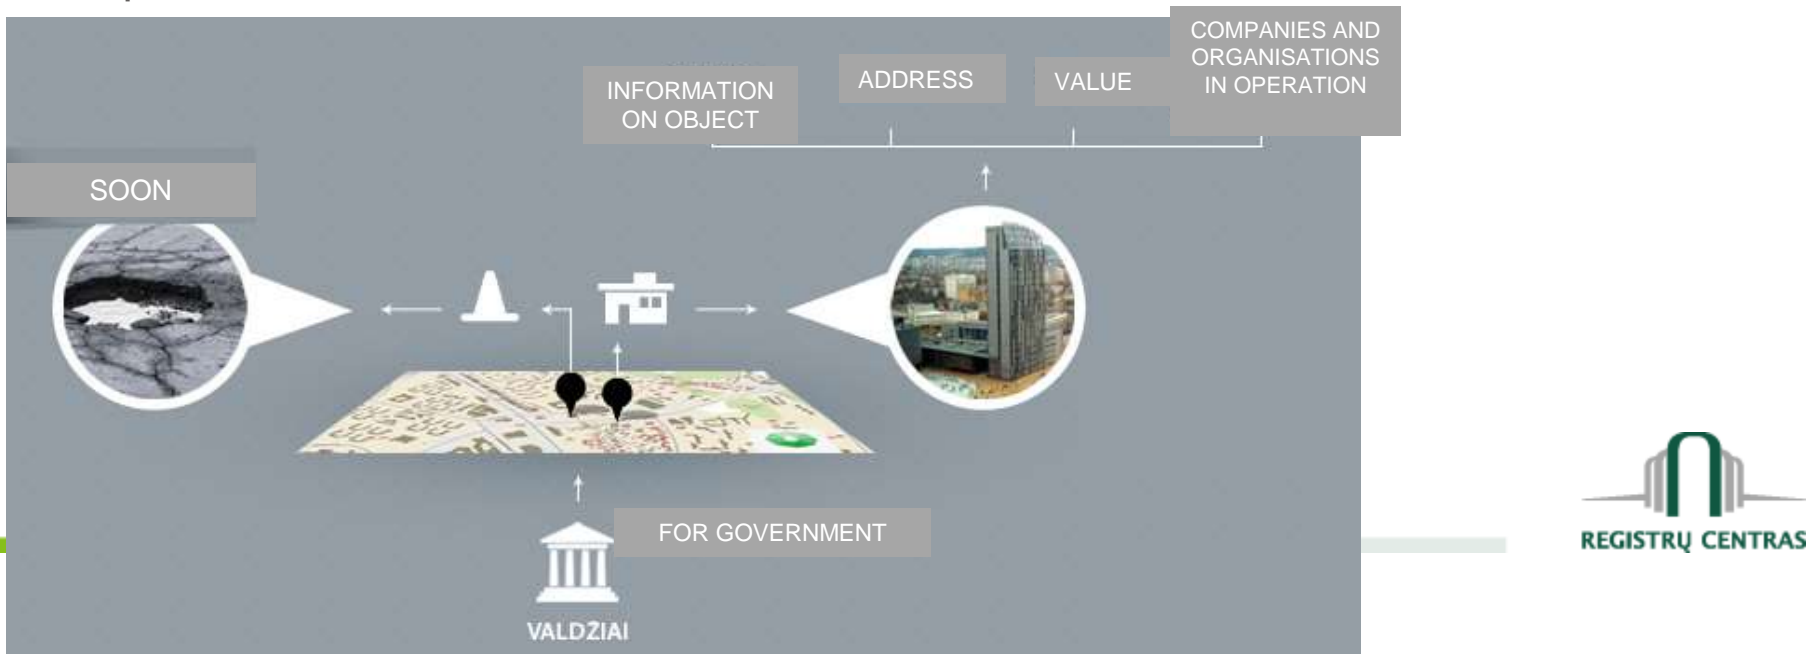 COMPANIES AND
ORGANISATIONS
IN OPERATION
INFORMATION
ON OBJECT
ADDRESS
VALUE
SOON
FOR GOVERNMENT
VALDŽIAI
REGISTRŲ CENTRAS